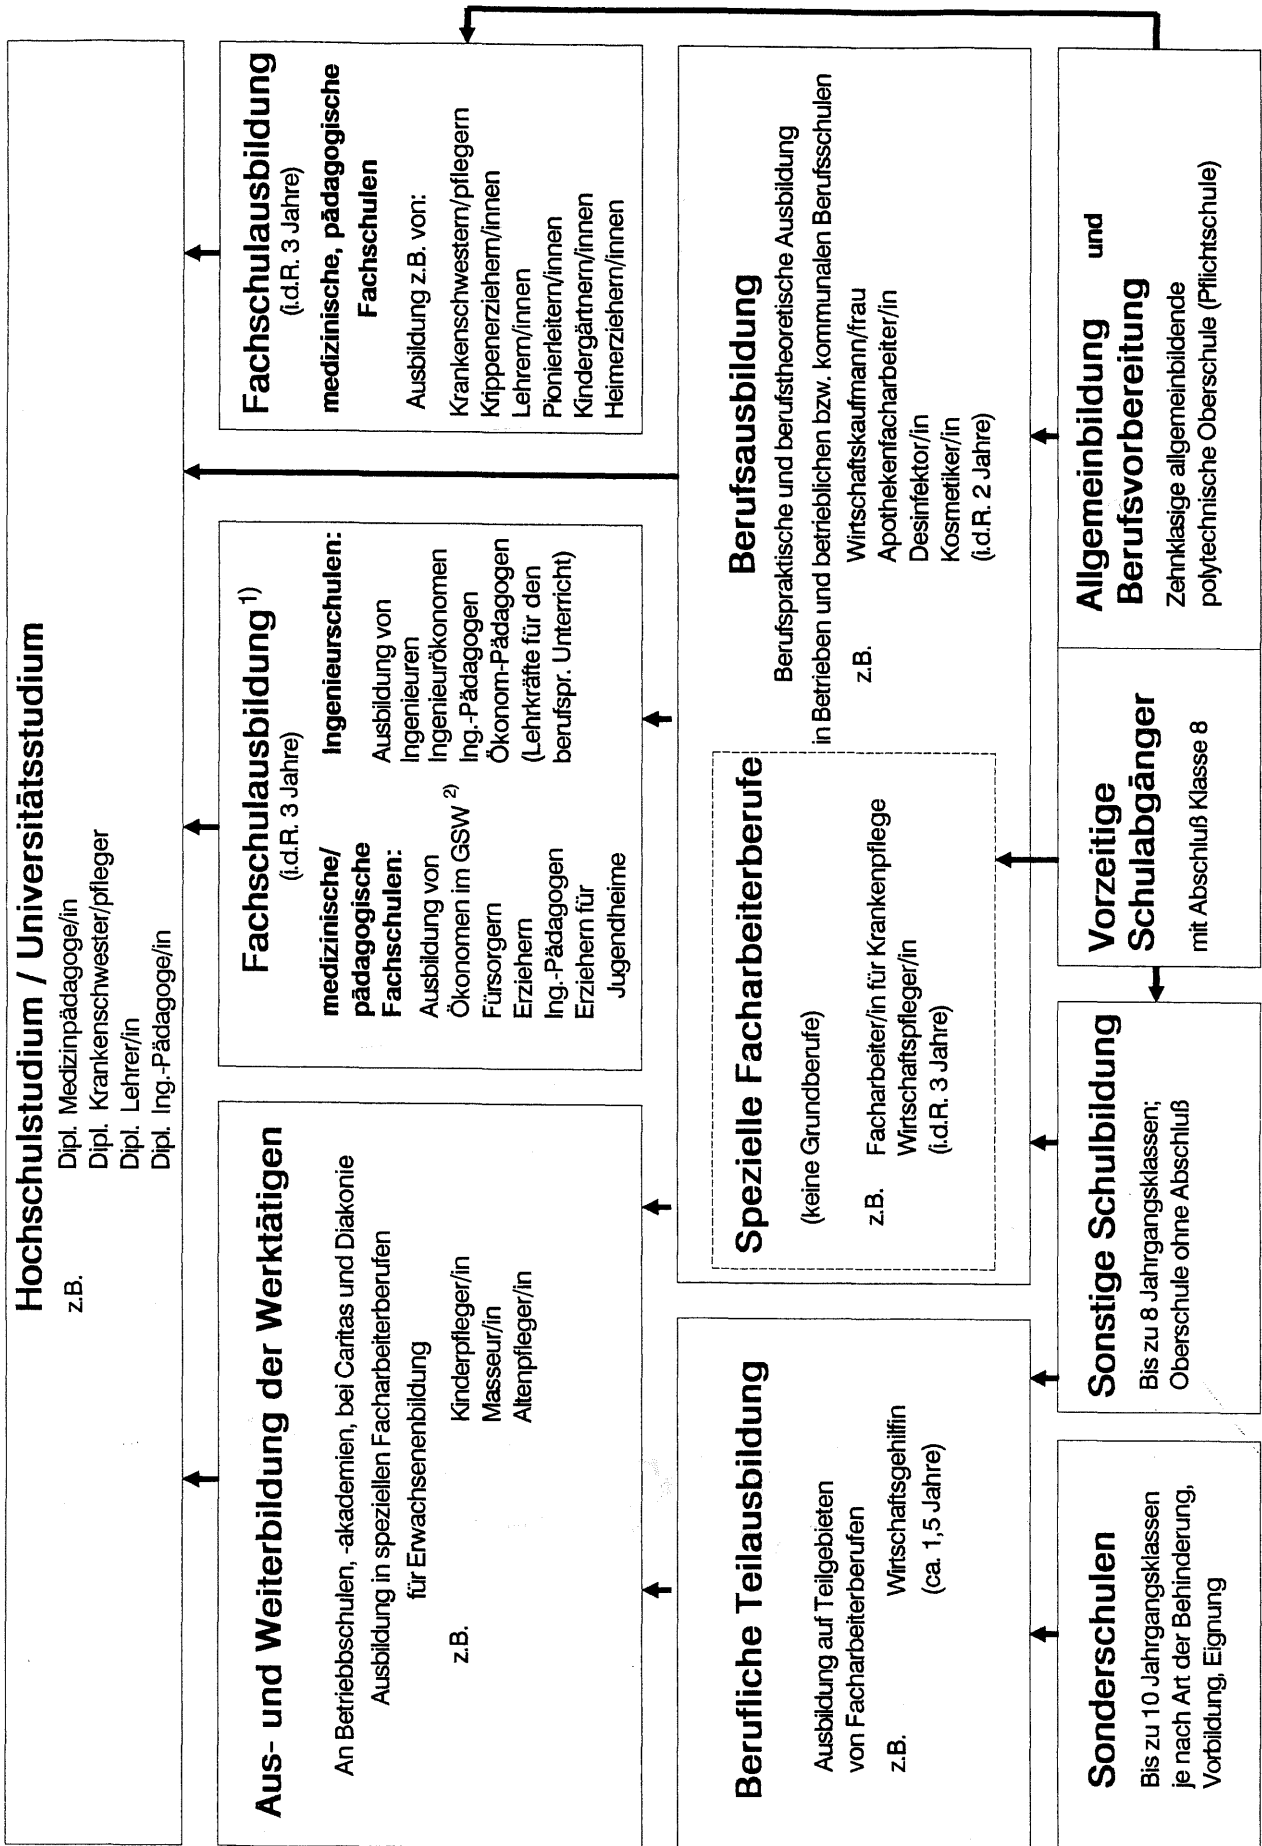 Hochschulstudium / Universitätsstudium
z.B.
Dipl. Medizinpädagoge/in
Dipl. Krankenschwester/pfleger
Dipl. Lehrer/in
Dipl. Ing.-Pädagoge/in
Aus- und Weiterbildung der Werktätigen
An Betriebbschulen, -akademien, bei Caritas und Diakonie
Ausbildung in speziellen Facharbeiterberufen
für Erwachsenenbildung
z.B.
Kinderpfleger/in
Masseur/in
Altenpfleger/in
Fachschulausbildung 1)
(i.d.R. 3 Jahre)
medizinische/
pädagogische
Fachschulen:
Ausbildung von
Ökonomen im GSW 2)
Fürsorgern
Erziehern
Ing.-Pädagogen
Erziehern für
Jugendheime
Ingenieurschulen:
Ausbildung von
Ingenieuren
Ingenieurökonomen
Ing.-Pädagogen
Ökonom-Pädagogen
(Lehrkräfte für den
berufspr. Unterricht)
Fachschulausbildung
(i.d.R. 3 Jahre)
medizinische, pädagogische
Fachschulen
Ausbildung z.B. von:
Krankenschwestern/pflegern
Krippenerziehern/innen
Lehrern/innen
Pionierleitern/innen
Kindergärtnern/innen
Heimerziehern/innen
Berufliche Teilausbildung
Ausbildung auf Teilgebieten
von Facharbeiterberufen
z.B.
Wirtschaftsgehilfin
(ca. 1,5 Jahre)
Spezielle Facharbeiterberufe
(keine Grundberufe)
z.B. Facharbeiter/in für Krankenpflege
Wirtschaftspfleger/in
(i.d.R. 3 Jahre)
Berufsausbildung
Berufspraktische und berufstheoretische Ausbildung
in Betrieben und betrieblichen bzw. kommunalen Berufsschulen
z.B.
Wirtschaftskaufmann/frau
Apothekenfacharbeiter/in
Desinfektor/in
Kosmetiker/in
(i.d.R. 2 Jahre)
Sonderschulen
Bis zu 10 Jahrgangsklassen
je nach Art der Behinderung,
Vorbildung, Eignung
Sonstige Schulbildung
Bis zu 8 Jahrgangsklassen;
Oberschule ohne Abschluß
Vorzeitige
Schulabgänger
mit Abschluß Klasse 8
Allgemeinbildung und
Berufsvorbereitung
Zehnklasige allgemeinbildende
polytechnische Oberschule (Pflichtschule)